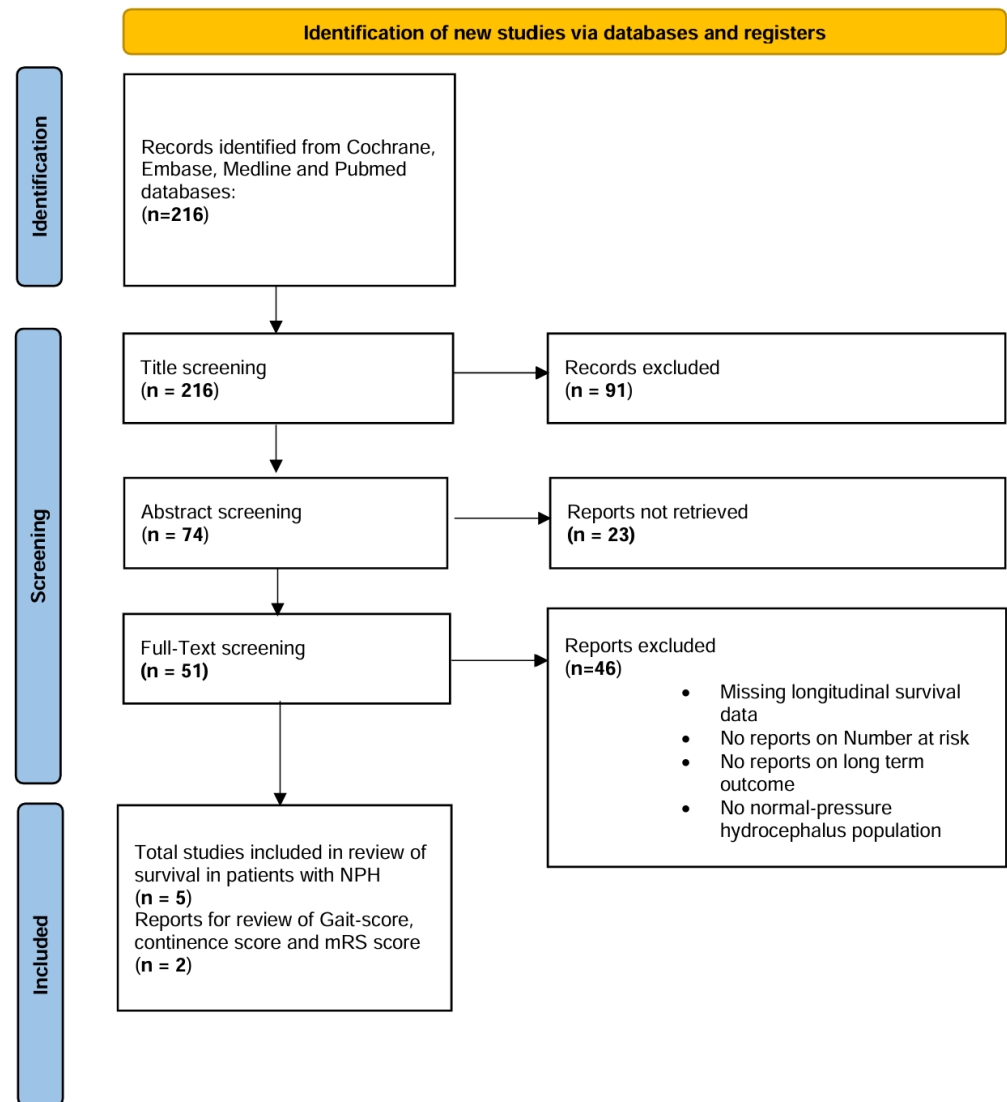 Identification of new studies via databases and registers
Identification
Records identified from Cochrane,
Embase, Medline and Pubmed
databases:
(n=216)
Screening
Title screening
(n = 216)
Records excluded
(n = 91)
Abstract screening
(n = 74)
Reports not retrieved
(n = 23)
Full-Text screening
(n = 51)
Reports excluded
(n=46)
• Missing longitudinal survival
data
• No reports on Number at risk
• No reports on long term
outcome
• No normal-pressure
hydrocephalus population
Included
Total studies included in review of
survival in patients with NPH
(n = 5)
Reports for review of Gait-score,
continence score and mRS score
(n = 2)